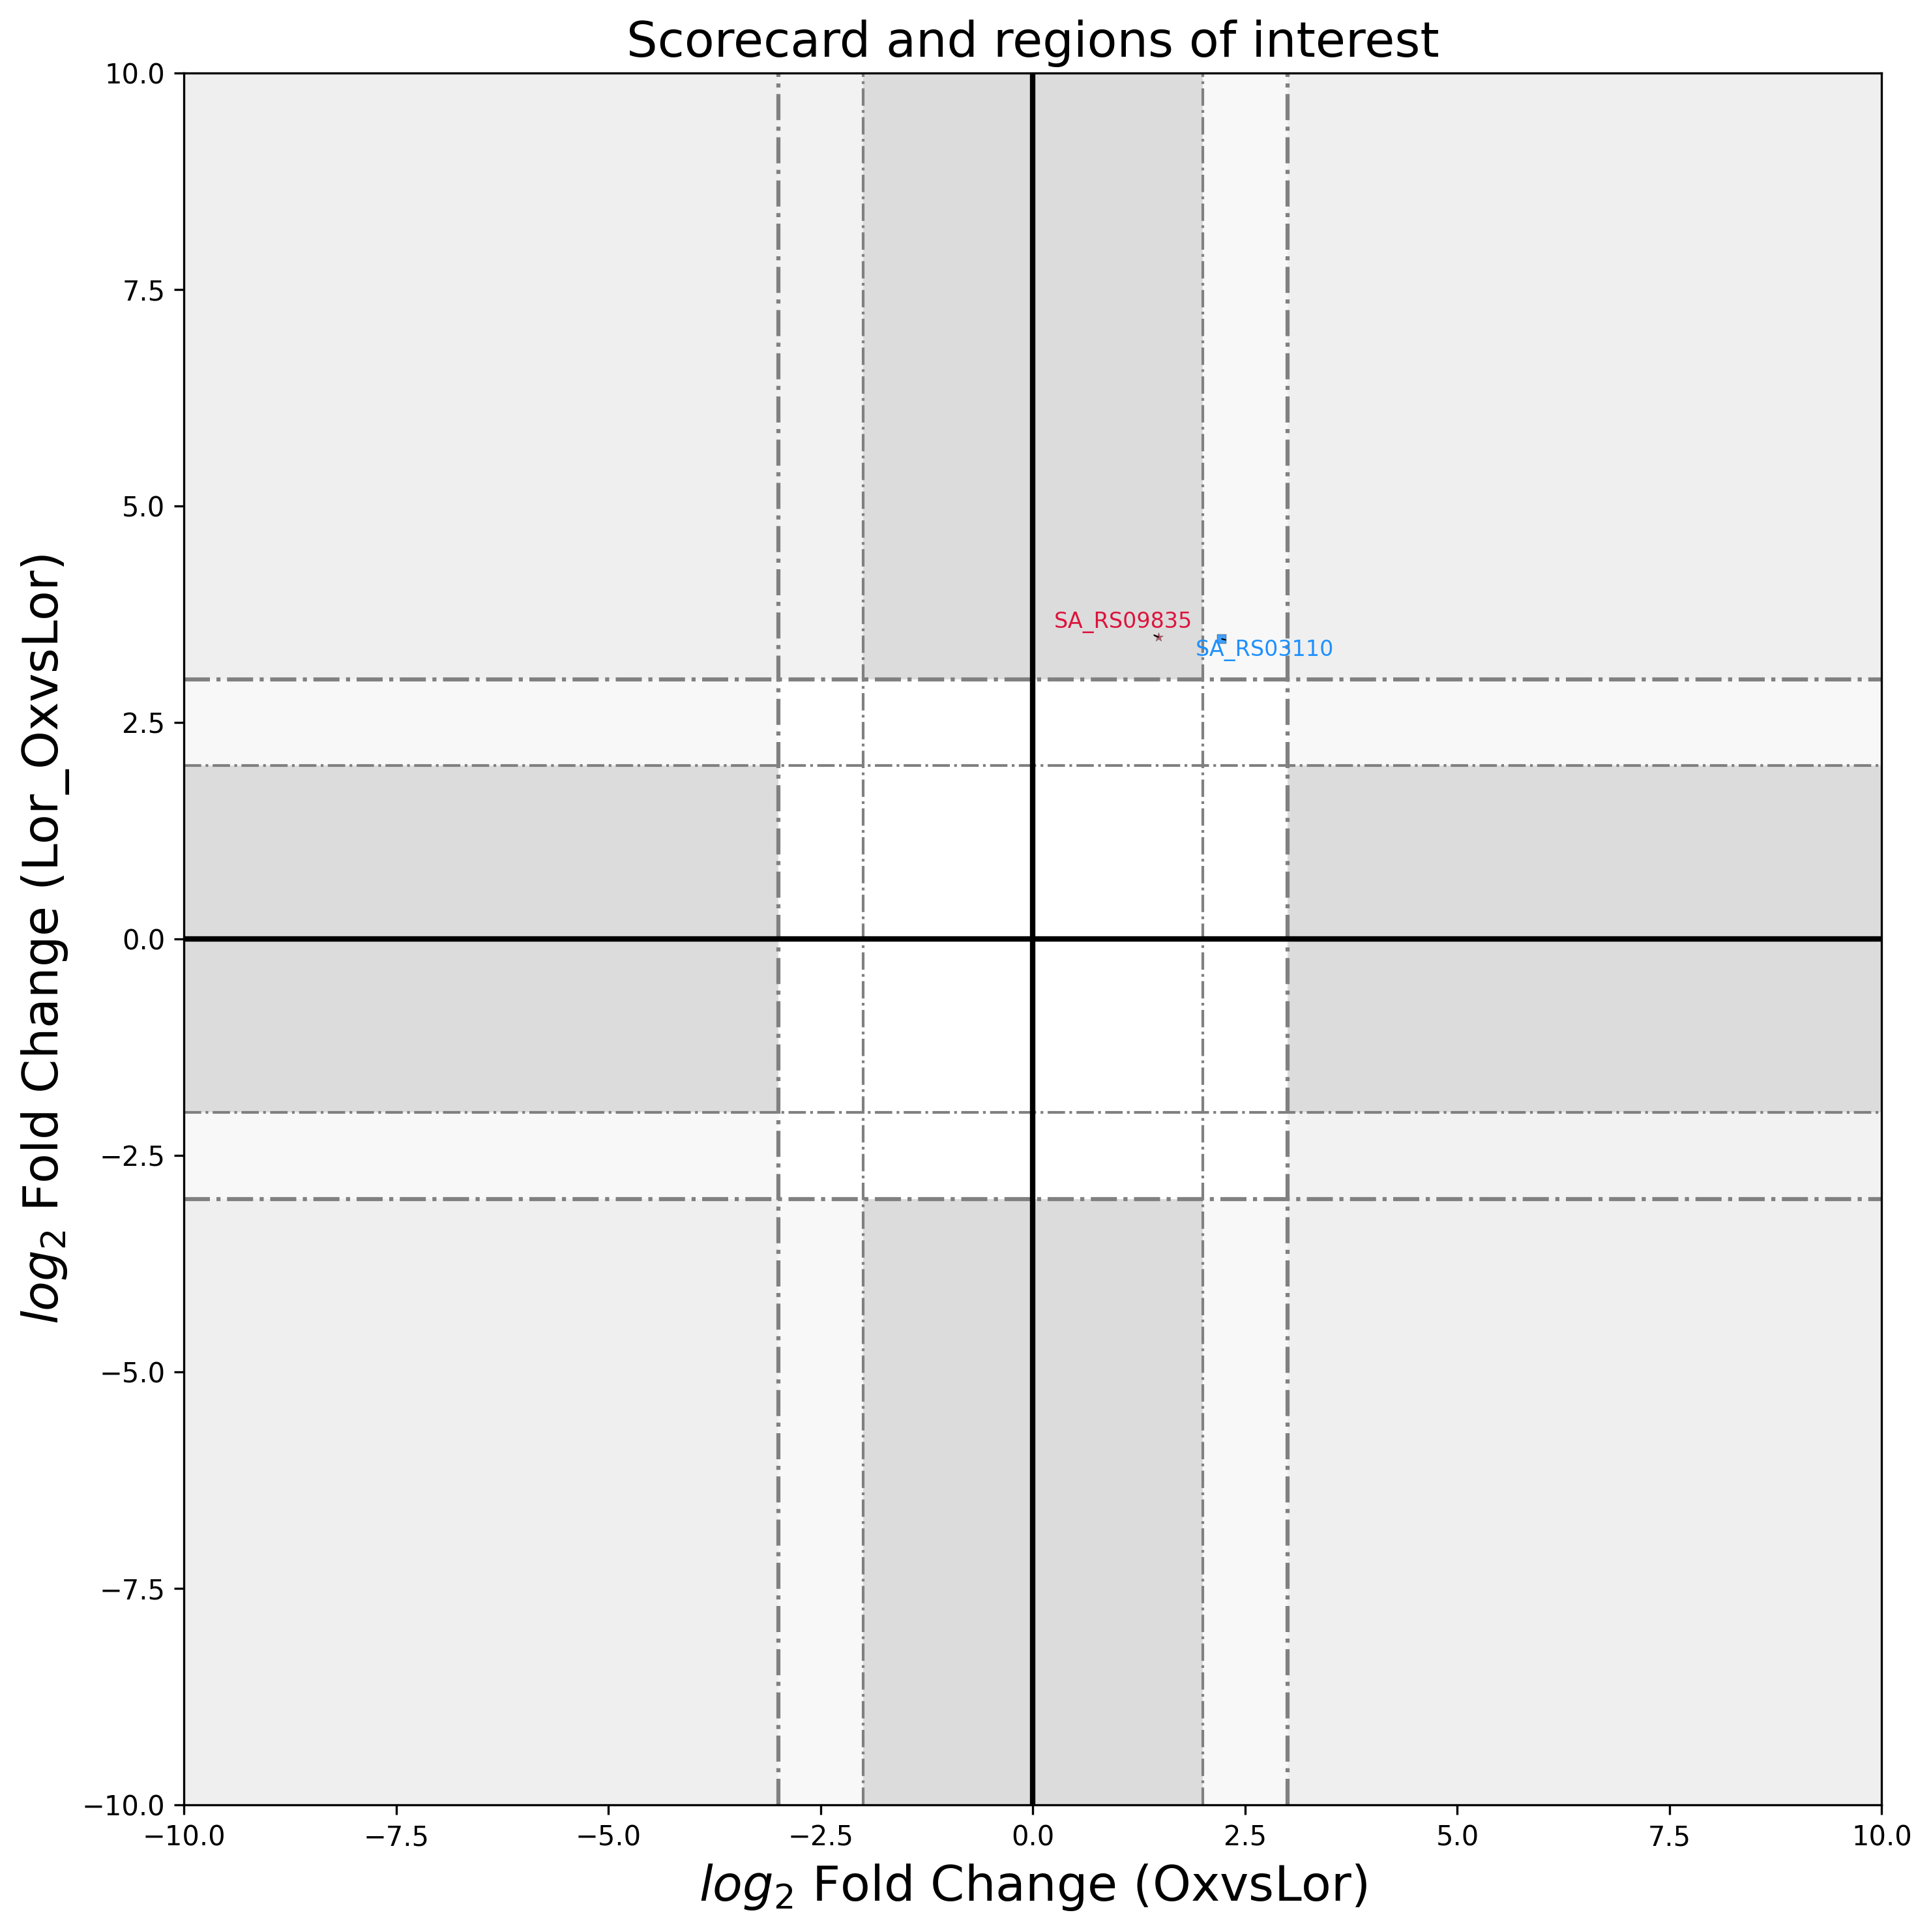 Scorecard and regions of interest
log2 Fold Change (Lor_OxvsLor)
10.0
7.5
5.0
2.5
0.0
−2.5
−5.0
−7.5
−10.0
SA_RS09835
SA_RS03110
−10.0 −7.5 −5.0 −2.5 0.0 2.5 5.0 7.5 10.0
log2 Fold Change (OxvsLor)